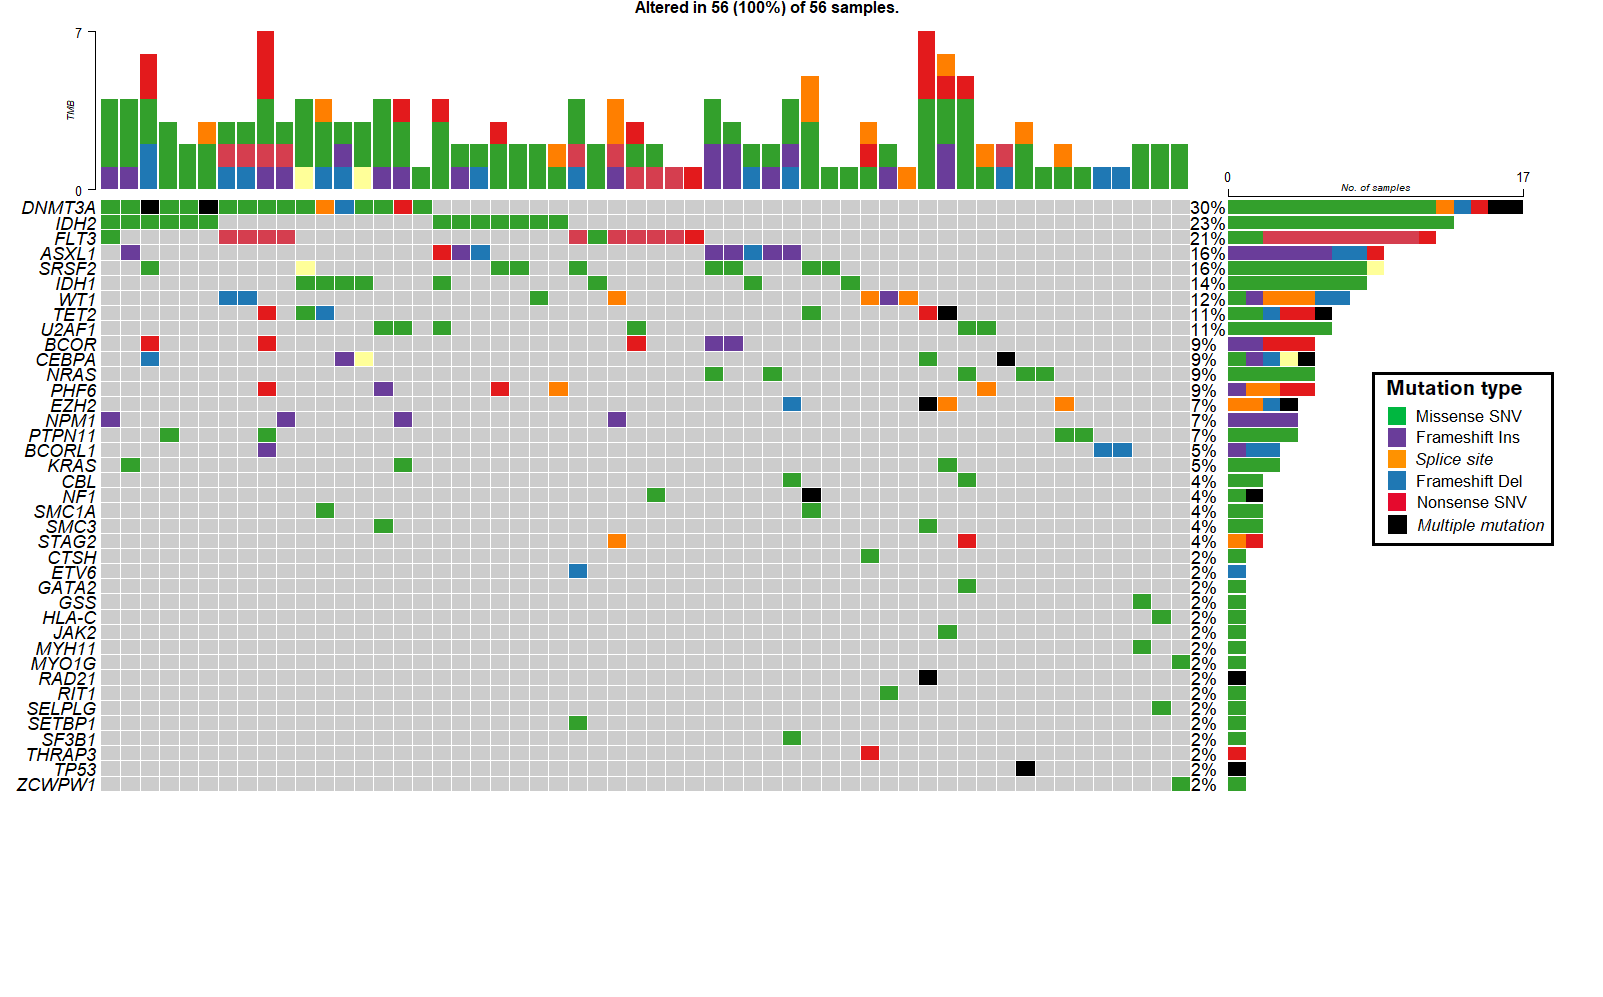 Altered in 56 (100%) of 56 samples.
7
TMB
0
0 17
No. of samples
DNMT3A 30%
IDH2 23%
FLT3 21%
ASXL1 16%
SRSF2 16%
IDH1 14%
WT1 12%
TET2 11%
U2AF1 11%
BCOR 9%
CEBPA 9%
NRAS 9%
PHF6 9%
EZH2 7%
NPM1 7%
PTPN11 7%
BCORL1 5%
KRAS 5%
CBL 4%
NF1 4%
SMC1A 4%
SMC3 4%
STAG2 4%
CTSH 2%
ETV6 2%
GATA2 2%
GSS 2%
HLA-C 2%
JAK2 2%
MYH11 2%
MYO1G 2%
RAD21 2%
RIT1 2%
SELPLG 2%
SETBP1 2%
SF3B1 2%
THRAP3 2%
TP53 2%
ZCWPW1 2%
Mutation type
Missense SNV
Frameshift Ins
Splice site
Frameshift Del
Nonsense SNV
Multiple mutation